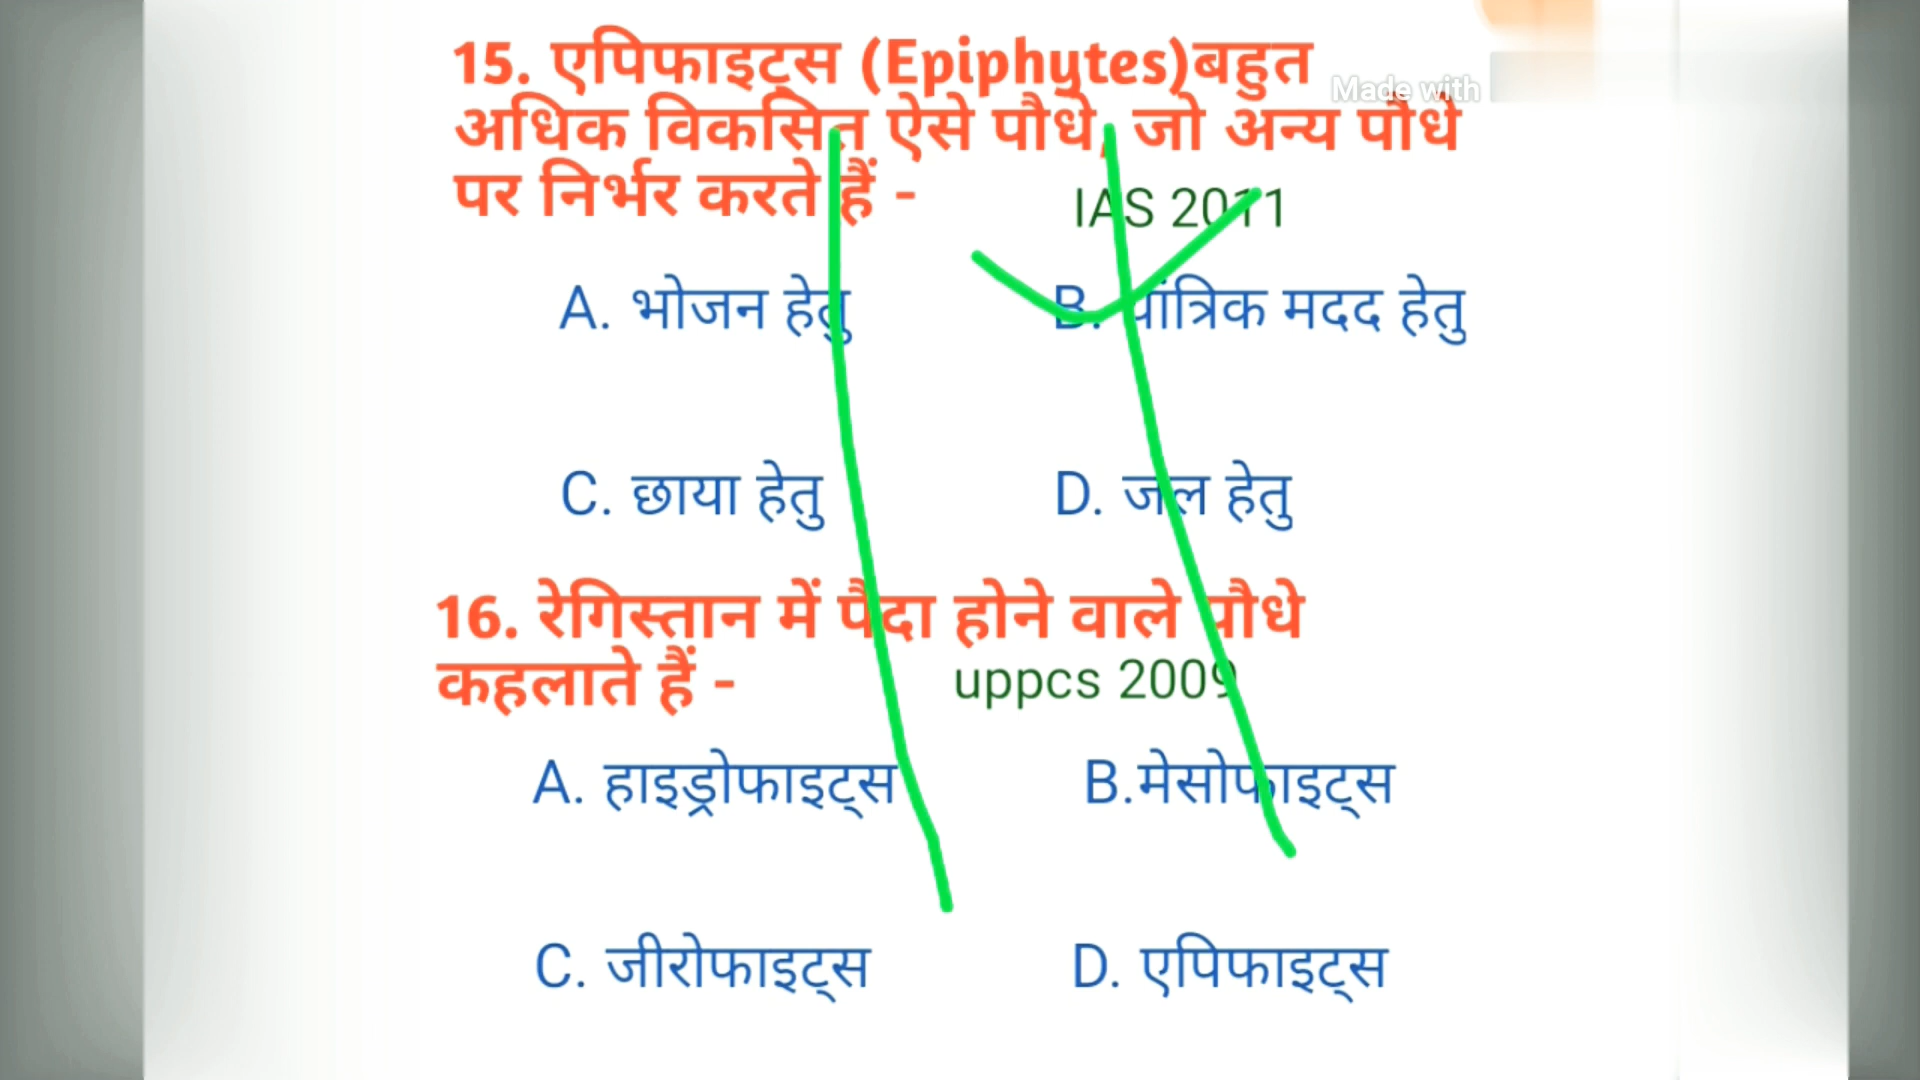 15. एपिफाइट्स (Epiphytes)बहुत
Made with
अधिक विकसित ऐसे पौधे, जो अन्य पौधे
पर निर्भर करते हैं -
IAS 2011
A. भोजन हेतु B. यांत्रिक मदद हेतु
C. छाया हेतु D. जल हेतु
16. रेगिस्तान में पैदा होने वाले पौधे
कहलाते हैं - uppcs 2009
A. हाइड्रोफाइट्स B.मेसोफाइट्स
C. जीरोफाइट्स D. एपिफाइट्स